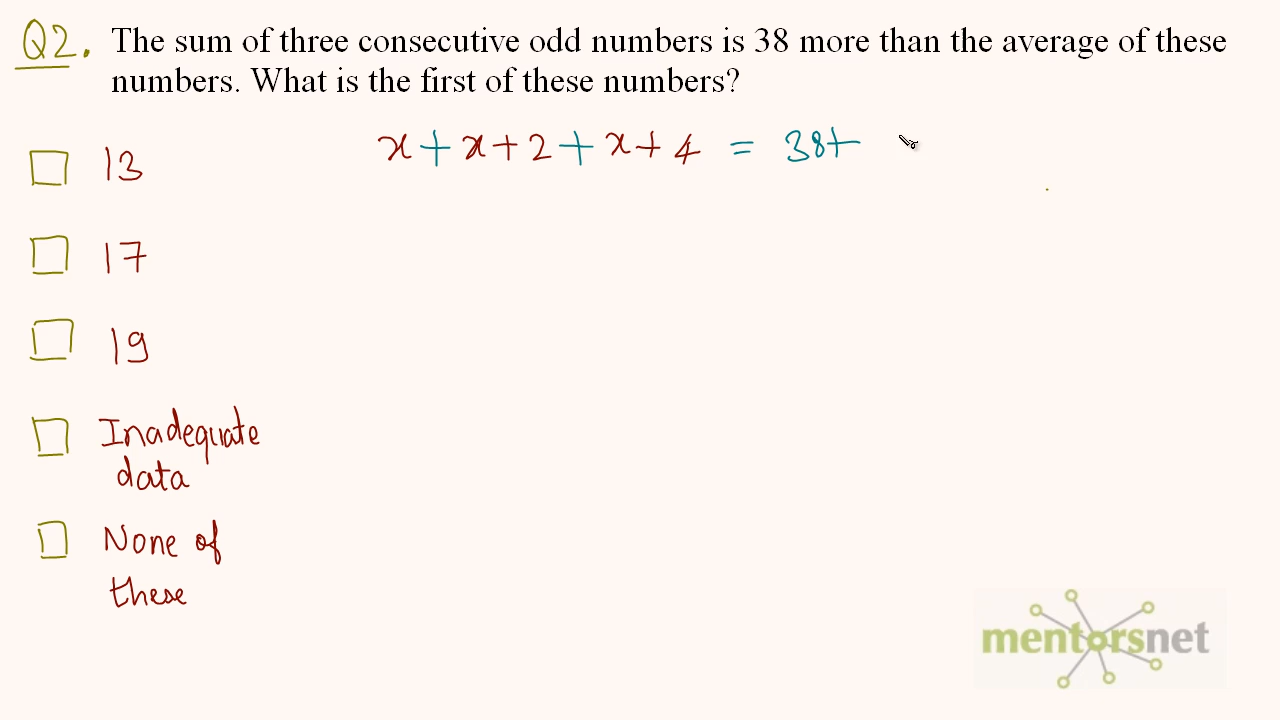 Q2. The sum of three consecutive odd numbers is 38 more than the average of these
numbers. What is the first of these numbers?
x + x + 2 + x + 4 = 38+
13
17
19
Inadequate
data
None of
these
mentorsnet